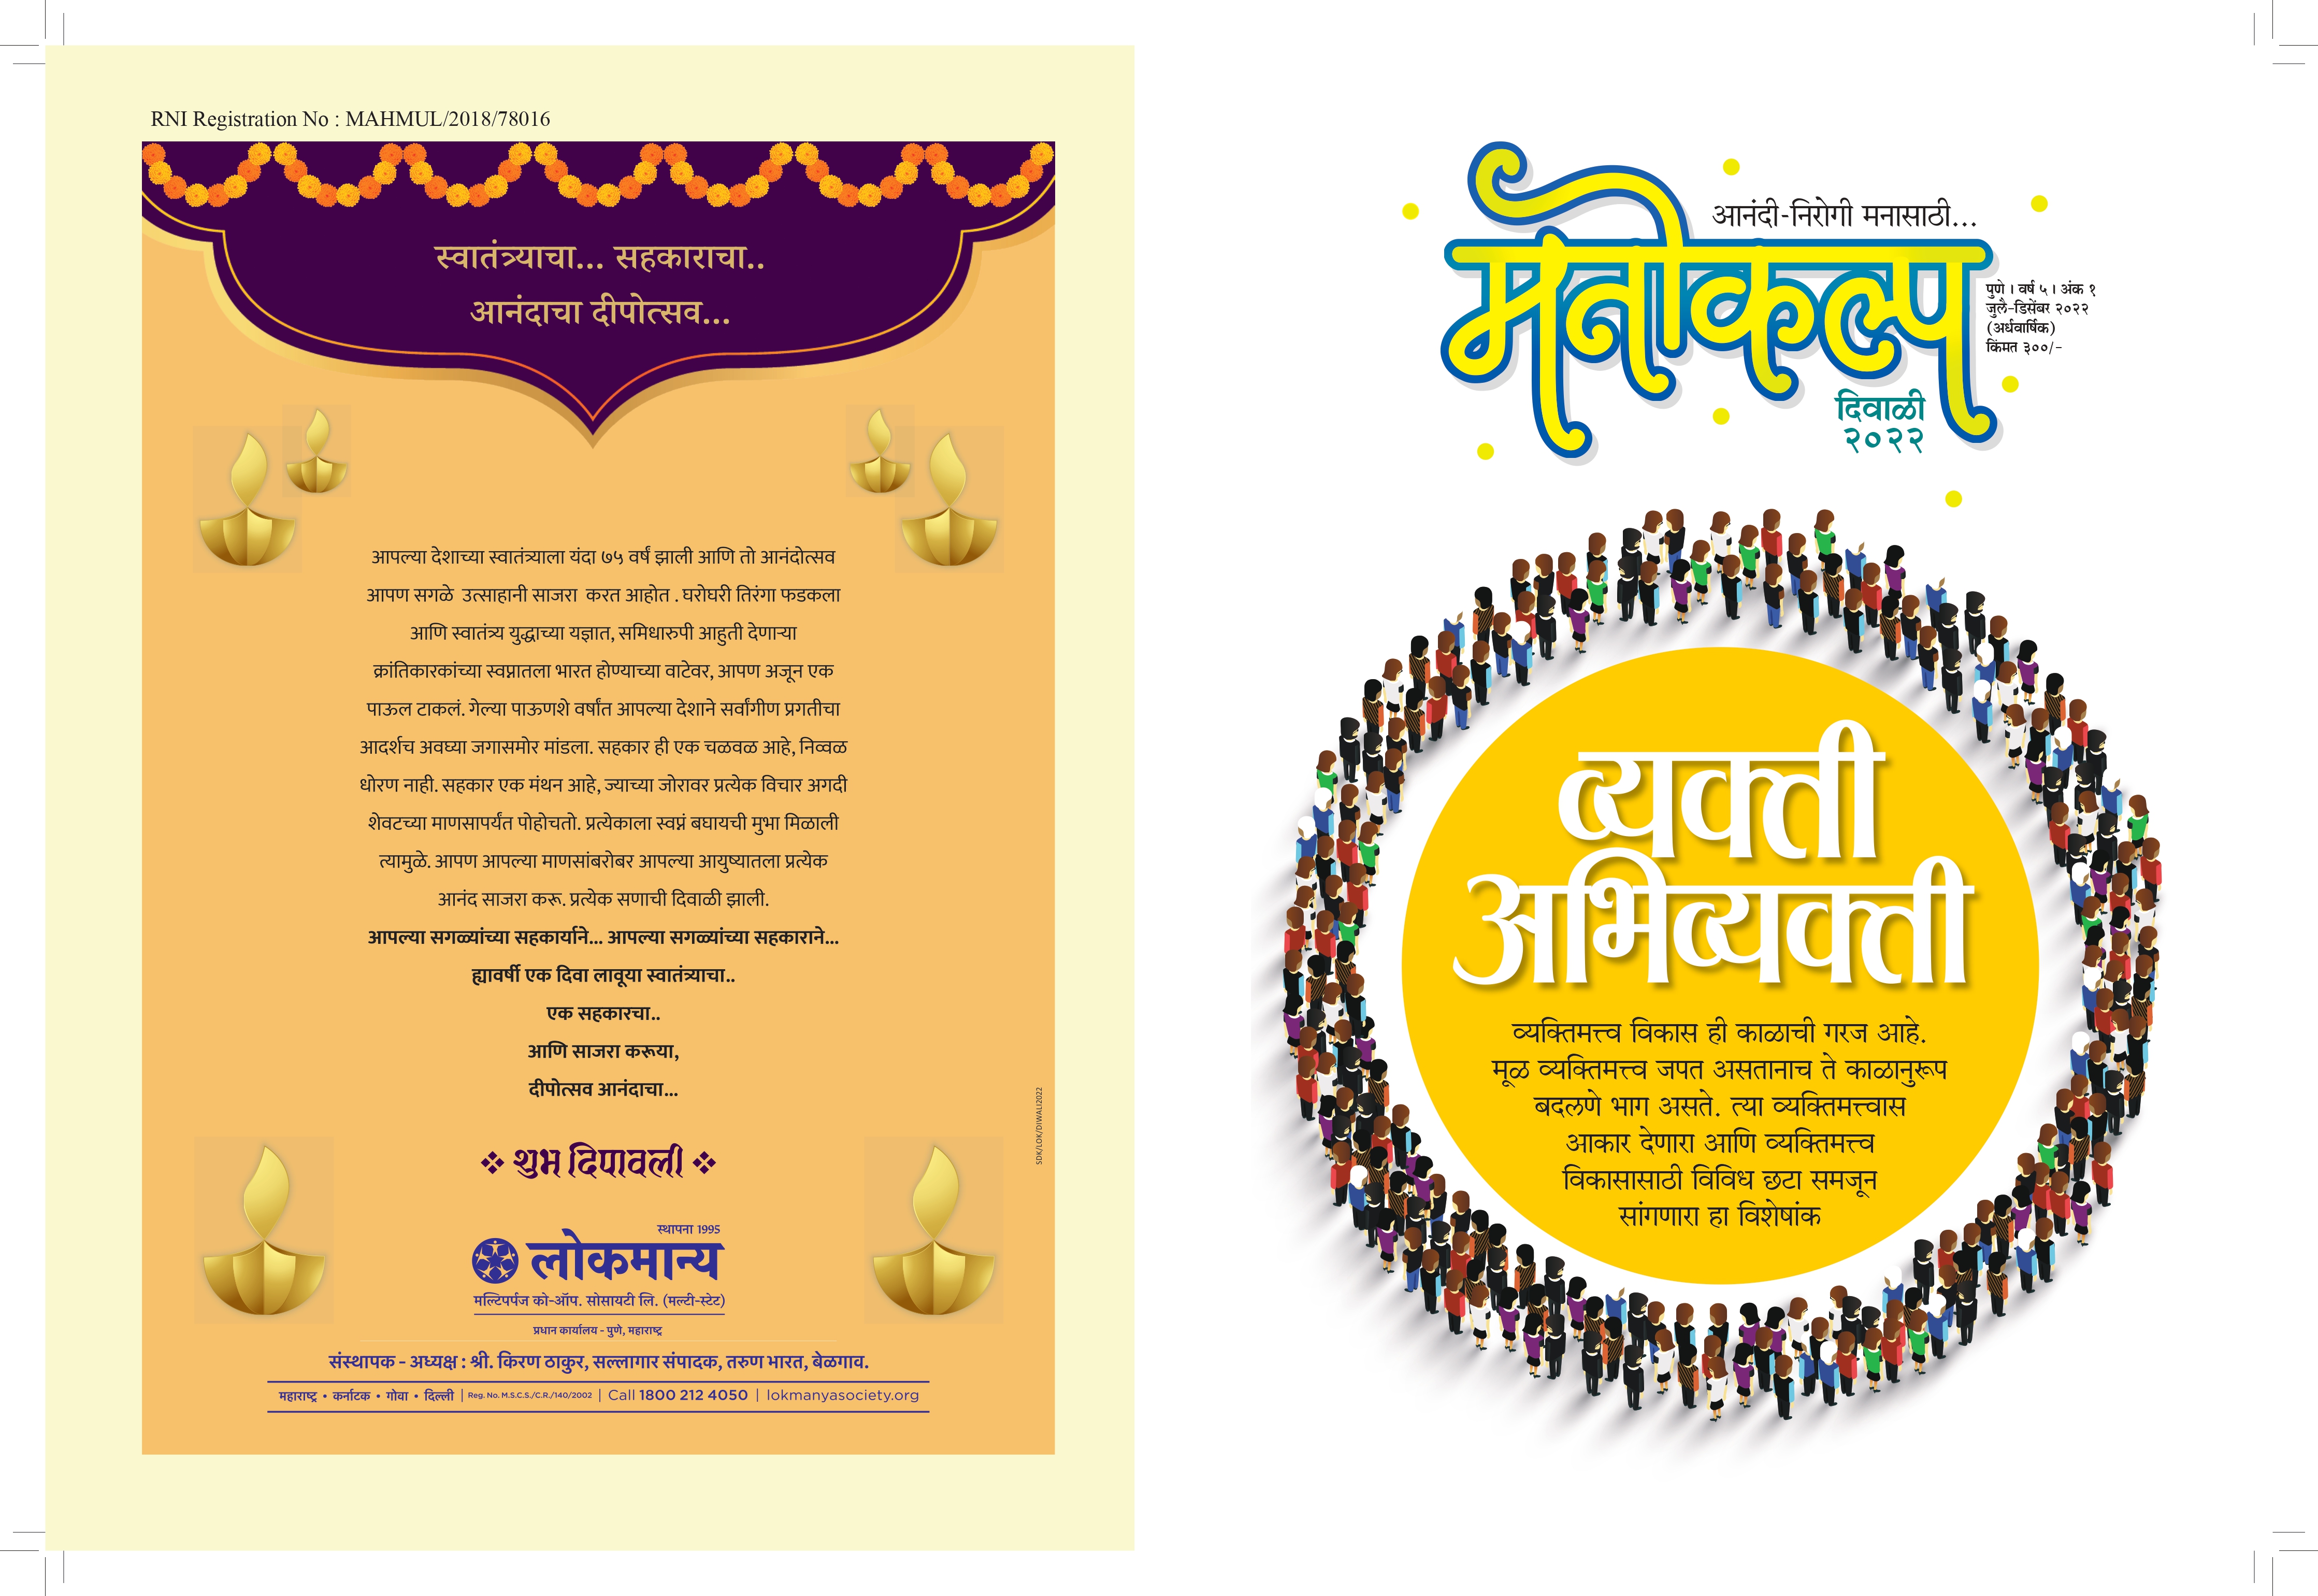 RNI Registration No : MAHMUL/2018/78016
स्वातंत्र्याचा... सहकाराचा..
आनंदाचा दीपोत्सव...
आपल्या देशाच्या स्वातंत्र्याला यंदा ७५ वर्षं झाली आणि तो आनंदोत्सव
आपण सगळे उत्साहानी साजरा करत आहोत . घरोघरी तिरंगा फडकला
आणि स्वातंत्र्य युद्धाच्या यज्ञात, समिधारुपी आहुती देणाऱ्या
क्रांतिकारकांच्या स्वप्नातला भारत होण्याच्या वाटेवर, आपण अजून एक
पाऊल टाकलं. गेल्या पाऊणशे वर्षांत आपल्या देशाने सर्वांगीण प्रगतीचा
आदर्शच अवघ्या जगासमोर मांडला. सहकार ही एक चळवळ आहे, निव्वळ
धोरण नाही. सहकार एक मंथन आहे, ज्याच्या जोरावर प्रत्येक विचार अगदी
शेवटच्या माणसापर्यंत पोहोचतो. प्रत्येकाला स्वप्नं बघायची मुभा मिळाली
त्यामुळे. आपण आपल्या माणसांबरोबर आपल्या आयुष्यातला प्रत्येक
आनंद साजरा करू. प्रत्येक सणाची दिवाळी झाली.
आपल्या सगळ्यांच्या सहकार्याने... आपल्या सगळ्यांच्या सहकाराने...
ह्यावर्षी एक दिवा लावूया स्वातंत्र्याचा..
एक सहकारचा..
आणि साजरा करूया,
दीपोत्सव आनंदाचा...
शुभ दिपावली
SDK/LOK/DIWALI2022
स्थापना 1995
लोकमान्य
मल्टिपर्पज को-ऑप. सोसायटी लि. (मल्टी-स्टेट)
प्रधान कार्यालय - पुणे, महाराष्ट्र
संस्थापक - अध्यक्ष : श्री. किरण ठाकुर, सल्लागार संपादक, तरुण भारत, बेळगाव.
महाराष्ट्र • कर्नाटक • गोवा • दिल्ली | Reg. No. M.S.C.S./C.R./140/2002 | Call 1800 212 4050 | lokmanyasociety.org
आनंदी-निरोगी मनासाठी...
मनोकल्प
पुणे । वर्ष ५ । अंक १
जुलै-डिसेंबर २०२२
(अर्धवार्षिक)
किंमत ३००/-
दिवाळी
२०२२
व्यक्ती
अभिव्यक्ती
व्यक्तिमत्त्व विकास ही काळाची गरज आहे.
मूळ व्यक्तिमत्त्व जपत असतानाच ते काळानुरूप
बदलणे भाग असते. त्या व्यक्तिमत्त्वास
आकार देणारा आणि व्यक्तिमत्त्व
विकासासाठी विविध छटा समजून
सांगणारा हा विशेषांक